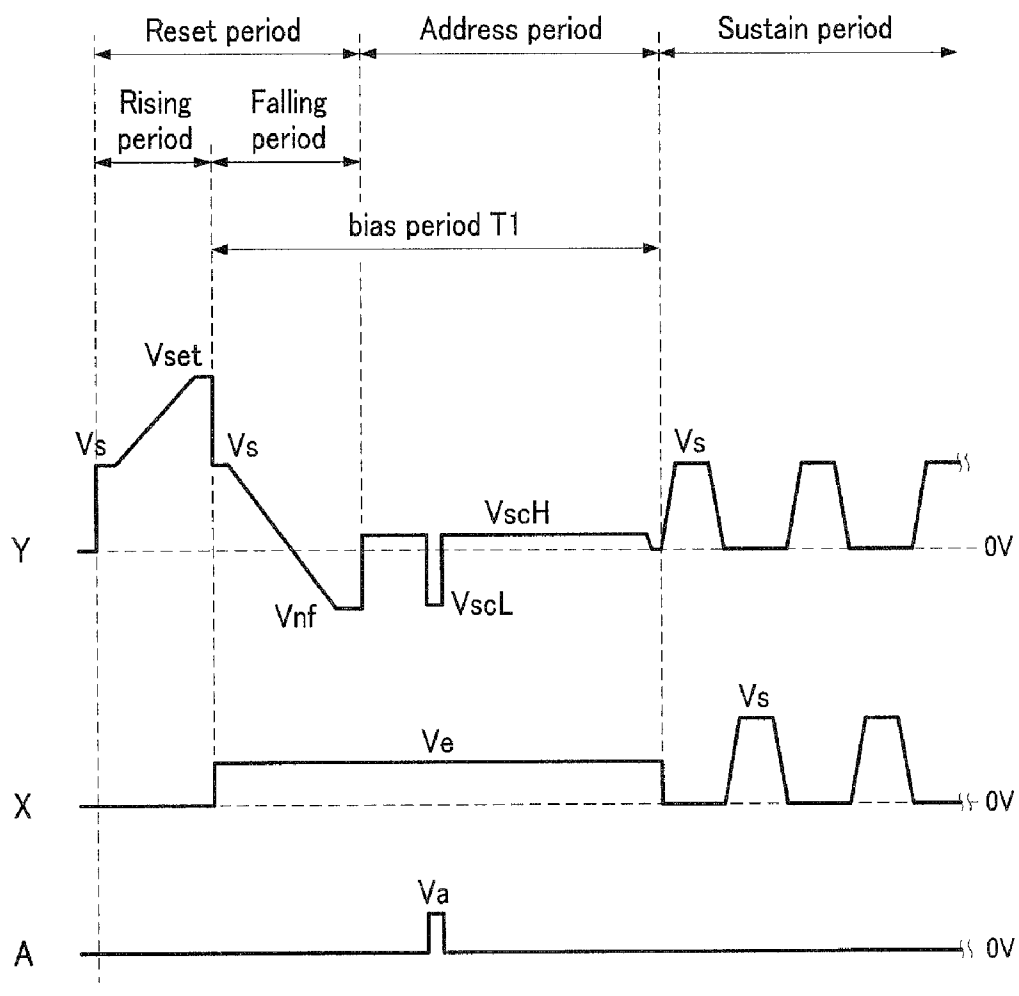 Reset period
Address period
Sustain period
Rising
period
Falling
period
bias period T1
Vset
Vs
Vs
Vs
VscH
Y
0V
Vnf
VscL
Vs
Ve
X
0V
Va
A
0V